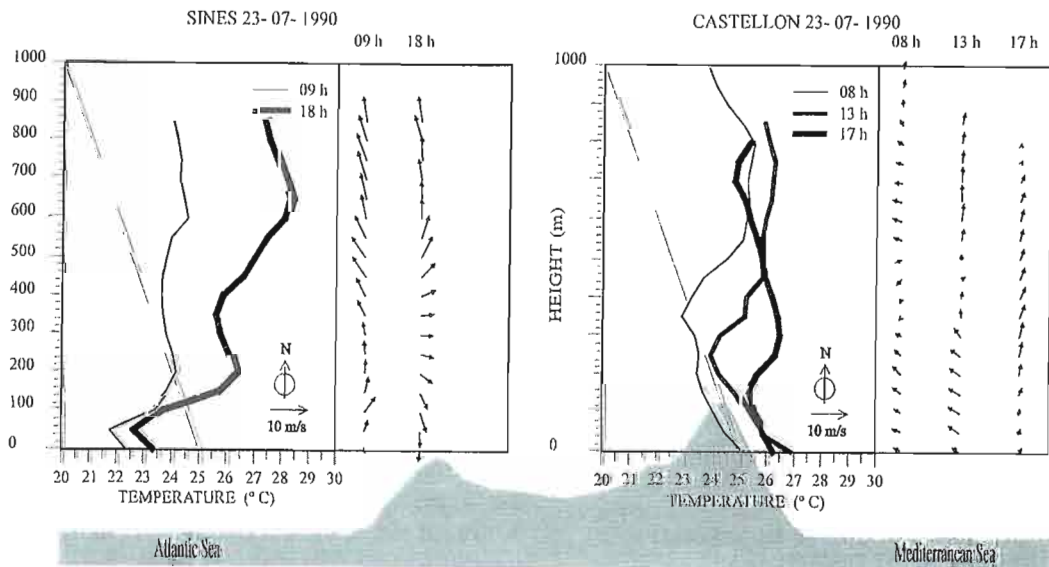 SINES 23-07-1990
09 h 18 h
1000
900
800
700
600
500
400
300
200
100
0
09 h
18 h
N
10 m/s
20 21 22 23 24 25 26 27 28 29 30
TEMPERATURE (° C)
CASTELLON 23-07-1990
08 h 13 h 17 h
1000
HEIGHT (m)
0
08 h
13 h
17 h
N
10 m/s
20 21 22 23 24 25 26 27 28 29 30
TEMPERATURE (° C)
Atlantic Sea
Mediterranean Sea